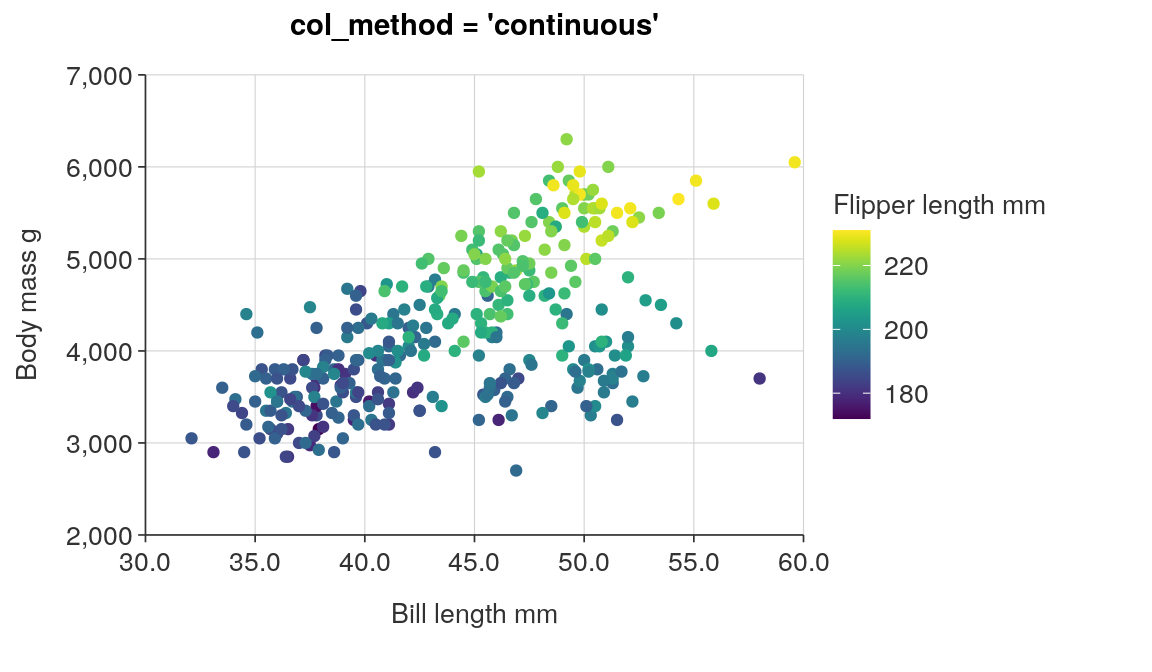 col_method = 'continuous'
7,000
6,000
5,000
4,000
3,000
2,000
Body mass g
30.0 35.0 40.0 45.0 50.0 55.0 60.0
Bill length mm
Flipper length mm
220
200
180